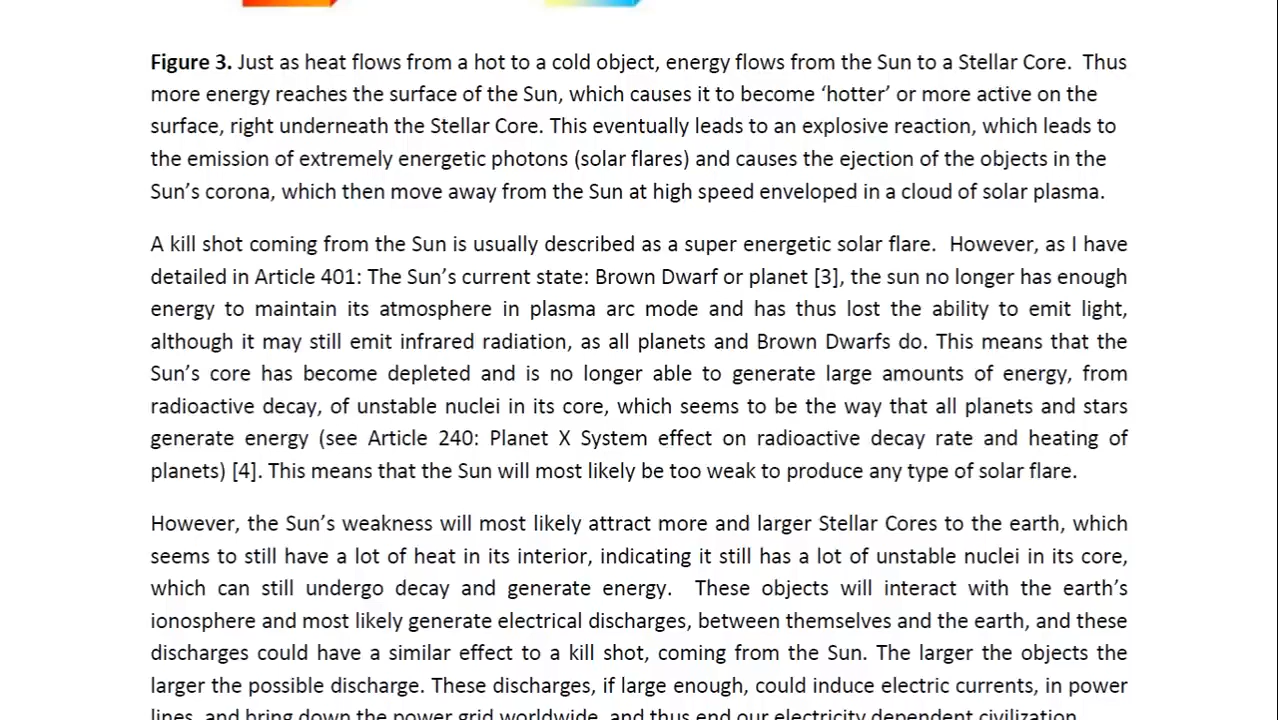 Figure 3. Just as heat flows from a hot to a cold object, energy flows from the Sun to a Stellar Core.  Thus
more energy reaches the surface of the Sun, which causes it to become ‘hotter’ or more active on the
surface, right underneath the Stellar Core. This eventually leads to an explosive reaction, which leads to
the emission of extremely energetic photons (solar flares) and causes the ejection of the objects in the
Sun’s corona, which then move away from the Sun at high speed enveloped in a cloud of solar plasma.
A kill shot coming from the Sun is usually described as a super energetic solar flare.  However, as I have
detailed in Article 401: The Sun’s current state: Brown Dwarf or planet [3], the sun no longer has enough
energy to maintain its atmosphere in plasma arc mode and has thus lost the ability to emit light,
although it may still emit infrared radiation, as all planets and Brown Dwarfs do. This means that the
Sun’s core has become depleted and is no longer able to generate large amounts of energy, from
radioactive decay, of unstable nuclei in its core, which seems to be the way that all planets and stars
generate energy (see Article 240: Planet X System effect on radioactive decay rate and heating of
planets) [4]. This means that the Sun will most likely be too weak to produce any type of solar flare.
However, the Sun’s weakness will most likely attract more and larger Stellar Cores to the earth, which
seems to still have a lot of heat in its interior, indicating it still has a lot of unstable nuclei in its core,
which can still undergo decay and generate energy.  These objects will interact with the earth’s
ionosphere and most likely generate electrical discharges, between themselves and the earth, and these
discharges could have a similar effect to a kill shot, coming from the Sun. The larger the objects the
larger the possible discharge. These discharges, if large enough, could induce electric currents, in power
lines, and bring down the power grid worldwide, and thus end our electricity dependent civilization